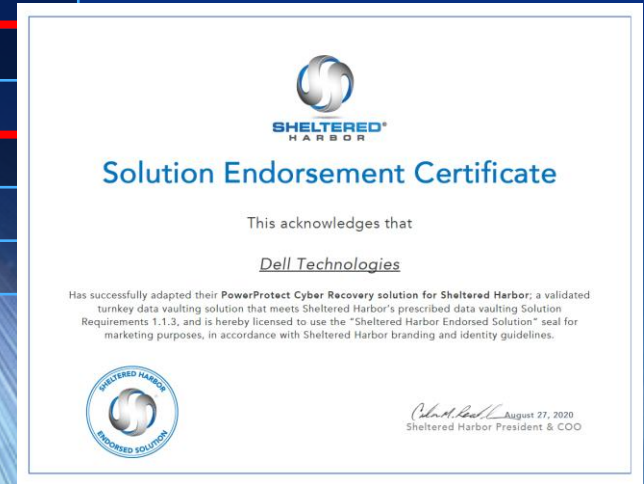 SHELTERED®
HARBOR
Solution Endorsement Certificate
This acknowledges that
Dell Technologies
Has successfully adapted their PowerProtect Cyber Recovery solution for Sheltered Harbor; a validated
turnkey data vaulting solution that meets Sheltered Harbor's prescribed data vaulting Solution
Requirements 1.1.3, and is hereby licensed to use the "Sheltered Harbor Endorsed Solution" seal for
marketing purposes, in accordance with Sheltered Harbor branding and identity guidelines.
SHELTERED HARBOR
ENDORSED SOLUTION
August 27, 2020
Sheltered Harbor President & COO